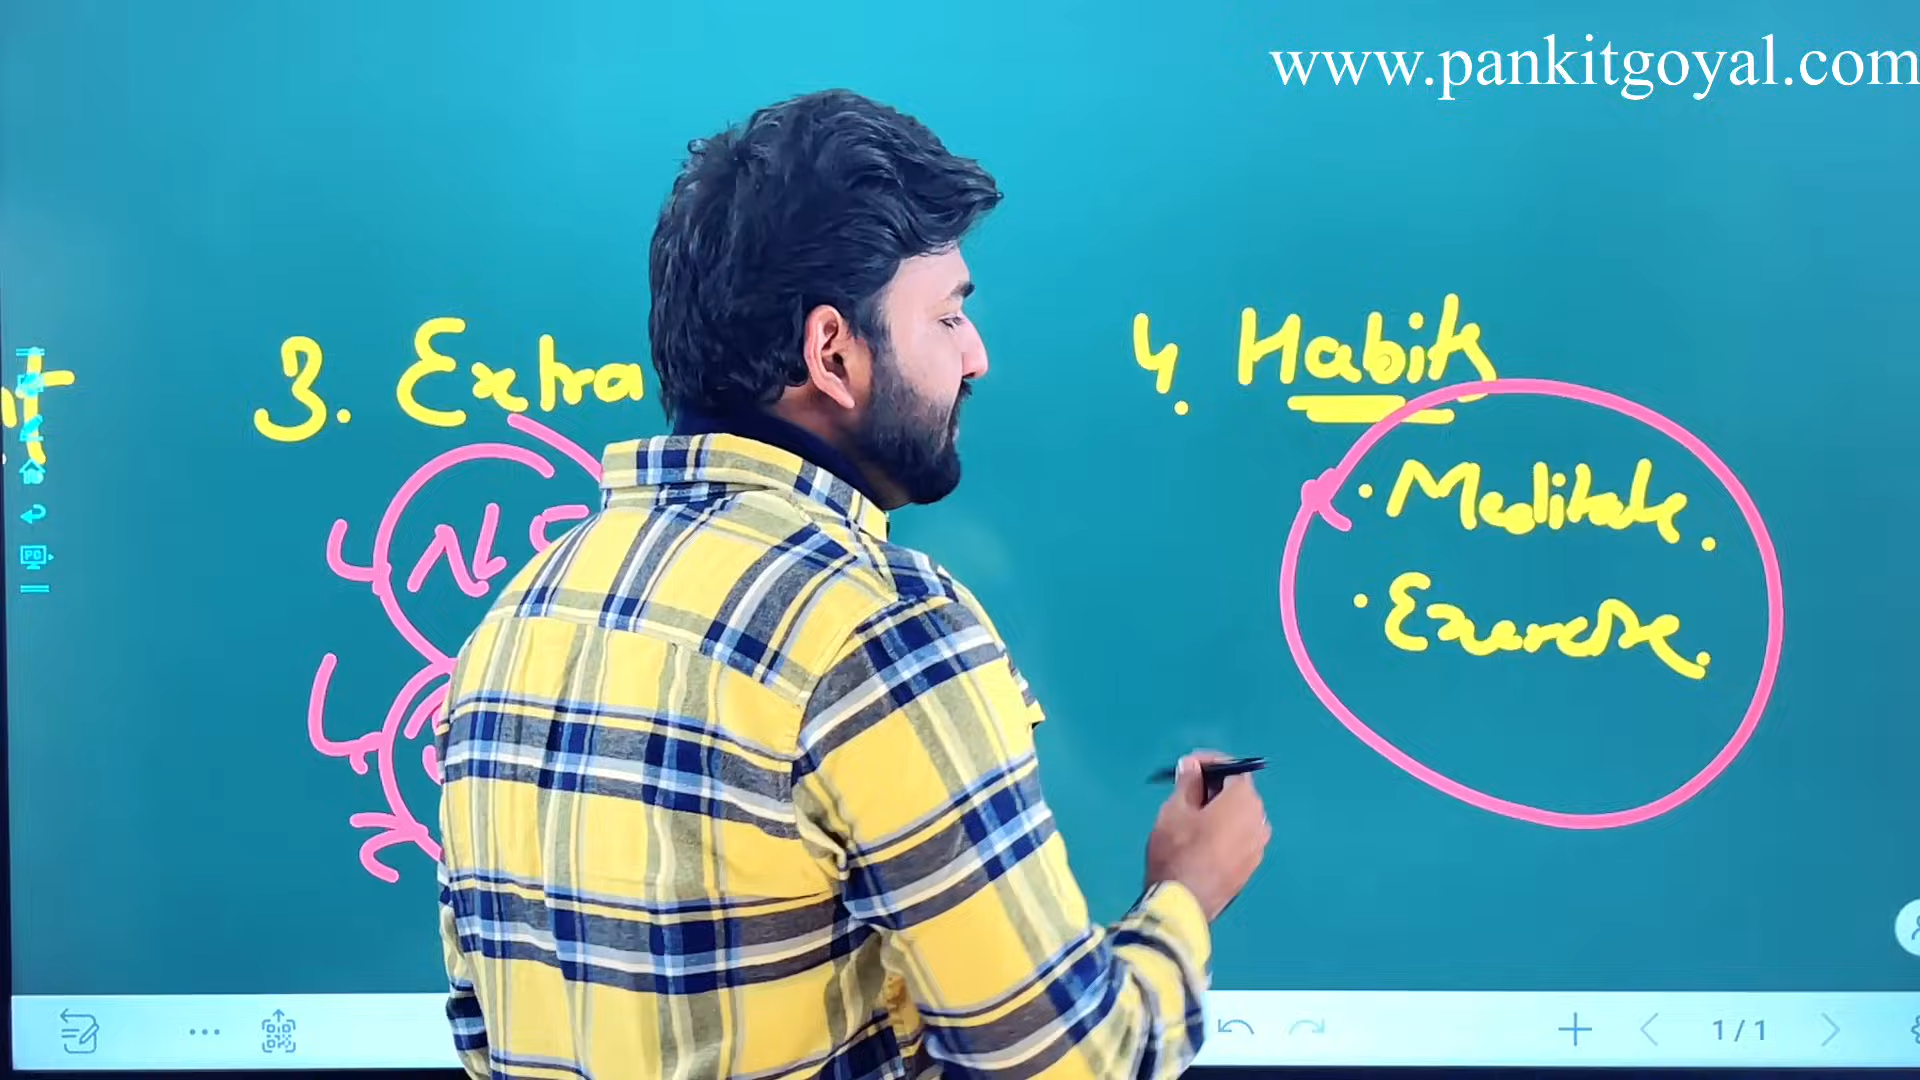 www.pankitgoyal.com
3. Extra
4. Habits
· Meditate.
· Exercise.
1/1